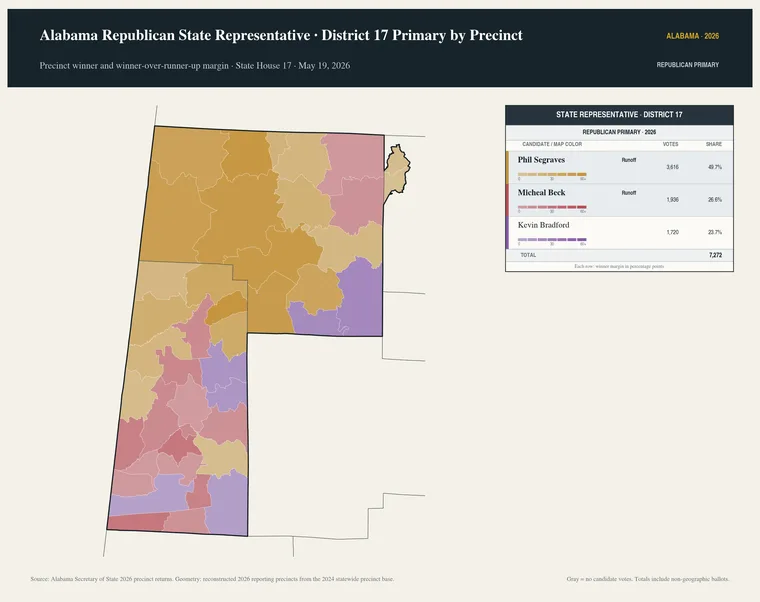 Alabama Republican State Representative · District 17 Primary by Precinct
ALABAMA · 2026
Precinct winner and winner-over-runner-up margin · State House 17 · May 19, 2026
REPUBLICAN PRIMARY
STATE REPRESENTATIVE · DISTRICT 17
REPUBLICAN PRIMARY · 2026
CANDIDATE / MAP COLOR VOTES SHARE
Phil Segraves Runoff 3,616 49.7%
Micheal Beck Runoff 1,936 26.6%
Kevin Bradford 1,720 23.7%
TOTAL 7,272
Each row: winner margin in percentage points
Source: Alabama Secretary of State 2026 precinct returns. Geometry: reconstructed 2026 reporting precincts from the 2024 statewide precinct base.
Gray = no candidate votes. Totals include non-geographic ballots.